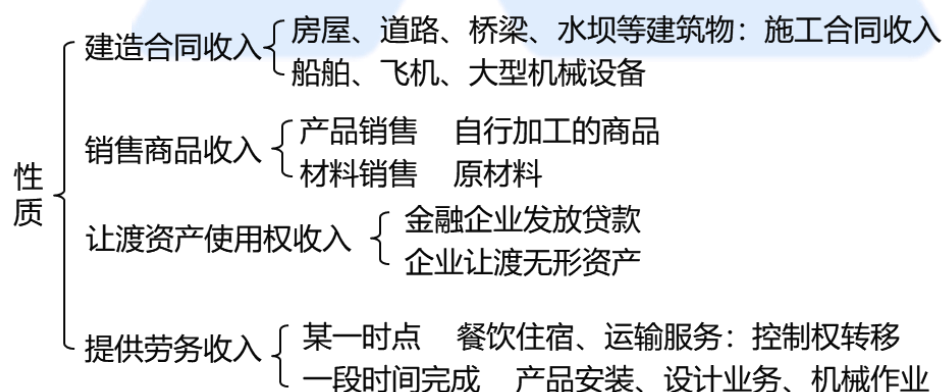 性质
建造合同收入
房屋、道路、桥梁、水坝等建筑物：施工合同收入
船舶、飞机、大型机械设备
销售商品收入
产品销售 自行加工的商品
材料销售 原材料
让渡资产使用权收入
金融企业发放贷款
企业让渡无形资产
提供劳务收入
某一时点 餐饮住宿、运输服务：控制权转移
一段时间完成 产品安装、设计业务、机械作业